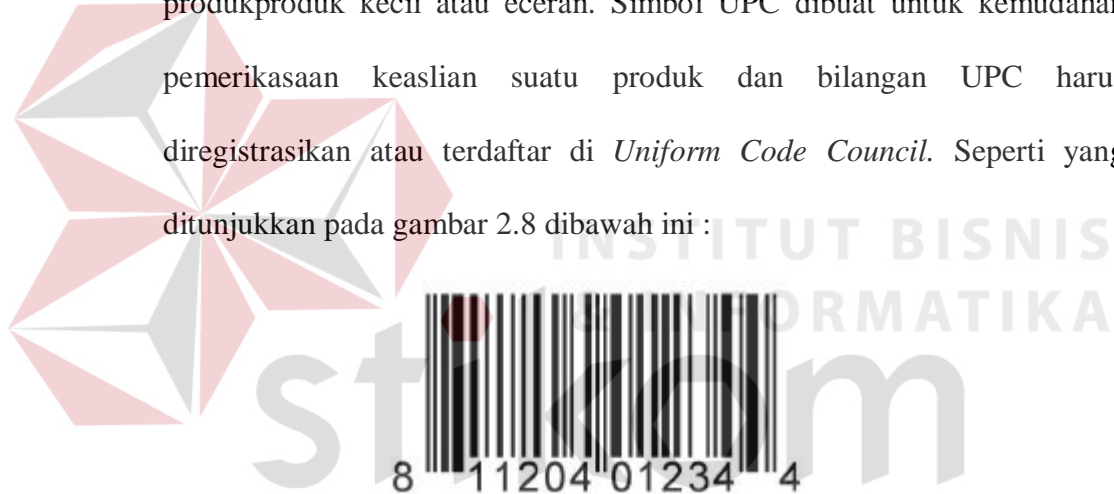 produkproduk kecil atau eceran. Simbol UPC dibuat untuk kemudahan
pemerikasaan keaslian suatu produk dan bilangan UPC haru
diregistrasikan atau terdaftar di Uniform Code Council. Seperti yang
ditunjukkan pada gambar 2.8 dibawah ini :
INSTITUT BISNIS
& INFORMATIKA
stikom
8 11204 01234 4